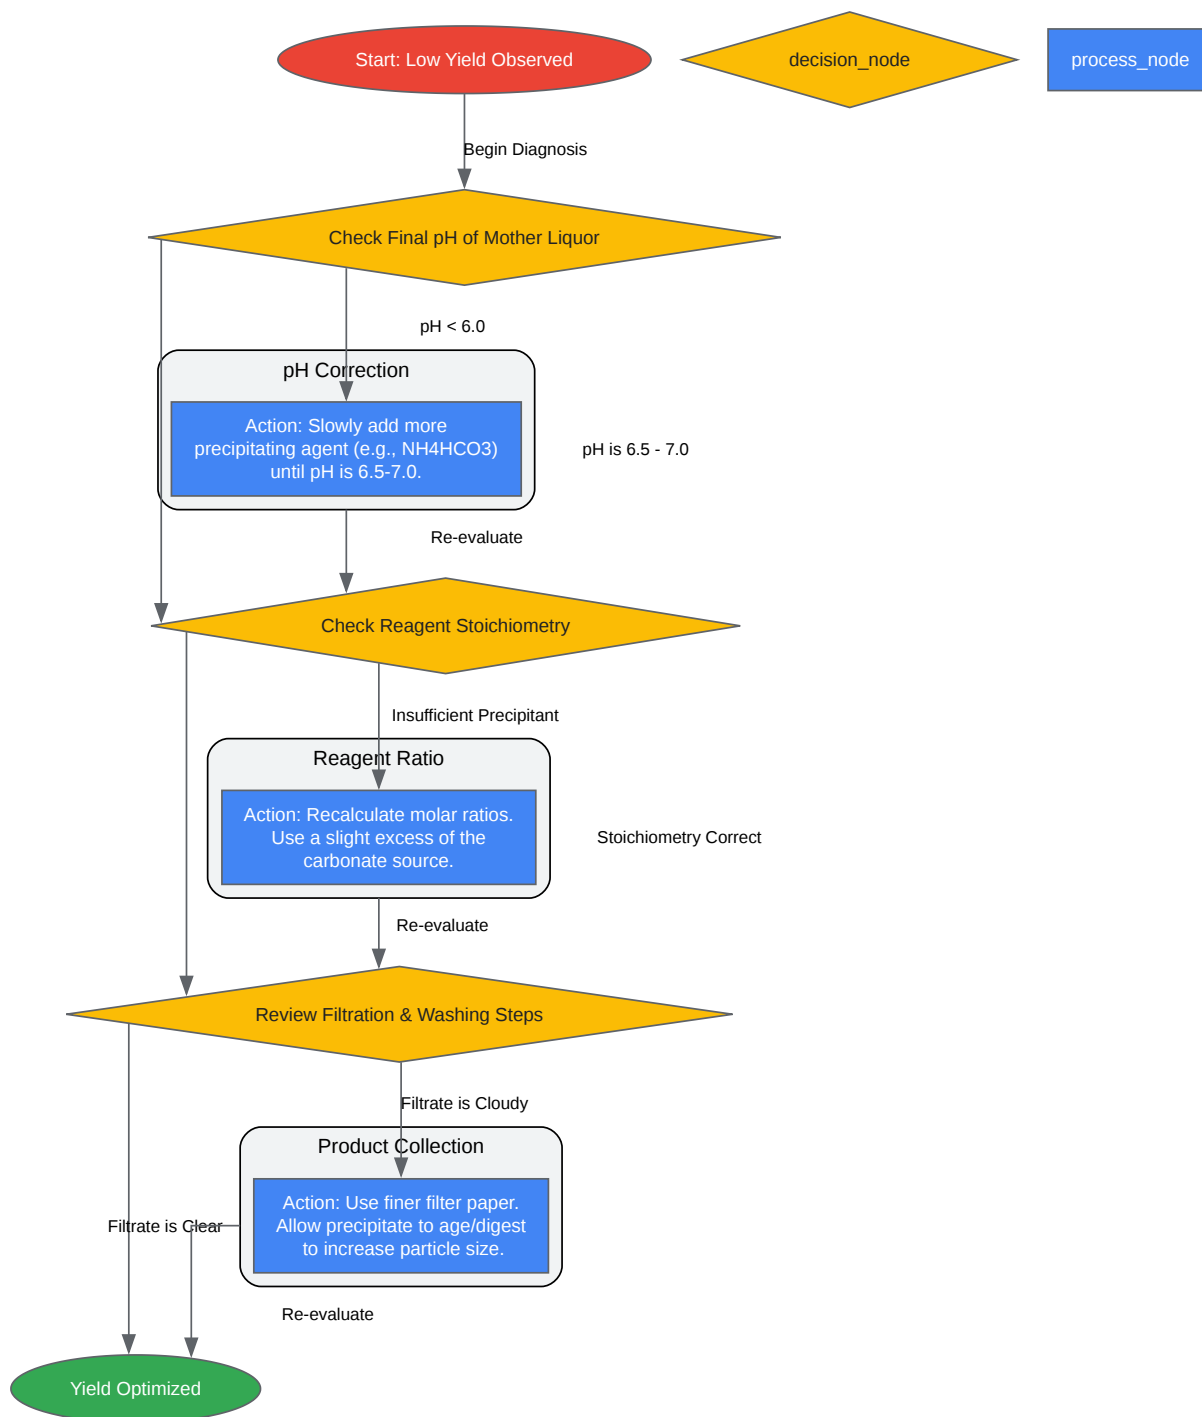 Start: Low Yield Observed
decision_node
process_node
Begin Diagnosis
Check Final pH of Mother Liquor
pH < 6.0
pH Correction
Action: Slowly add more
precipitating agent (e.g., NH4HCO3)
until pH is 6.5-7.0.
pH is 6.5 - 7.0
Re-evaluate
Check Reagent Stoichiometry
Insufficient Precipitant
Reagent Ratio
Action: Recalculate molar ratios.
Use a slight excess of the
carbonate source.
Stoichiometry Correct
Re-evaluate
Review Filtration & Washing Steps
Filtrate is Cloudy
Product Collection
Action: Use finer filter paper.
Allow precipitate to age/digest
to increase particle size.
Filtrate is Clear
Re-evaluate
Yield Optimized